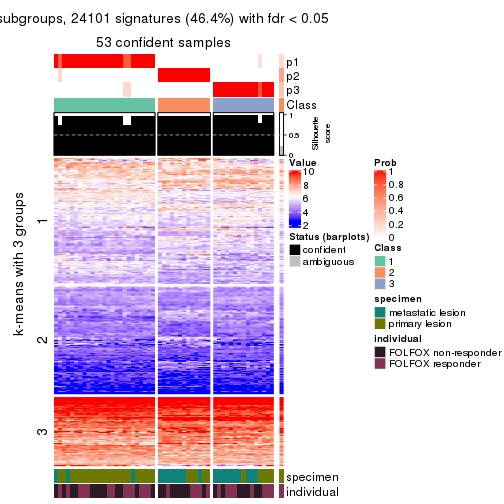 subgroups, 24101 signatures (46.4%) with fdr < 0.05
53 confident samples
p1
p2
p3
Class
1
0.5
0
Silhouette
score
k-means with 3 groups
1
2
3
specimen
individual
Value
10
8
6
4
2
Status (barplots)
confident
ambiguous
Prob
1
0.8
0.6
0.4
0.2
0
Class
1
2
3
specimen
metastatic lesion
primary lesion
individual
FOLFOX non-responder
FOLFOX responder